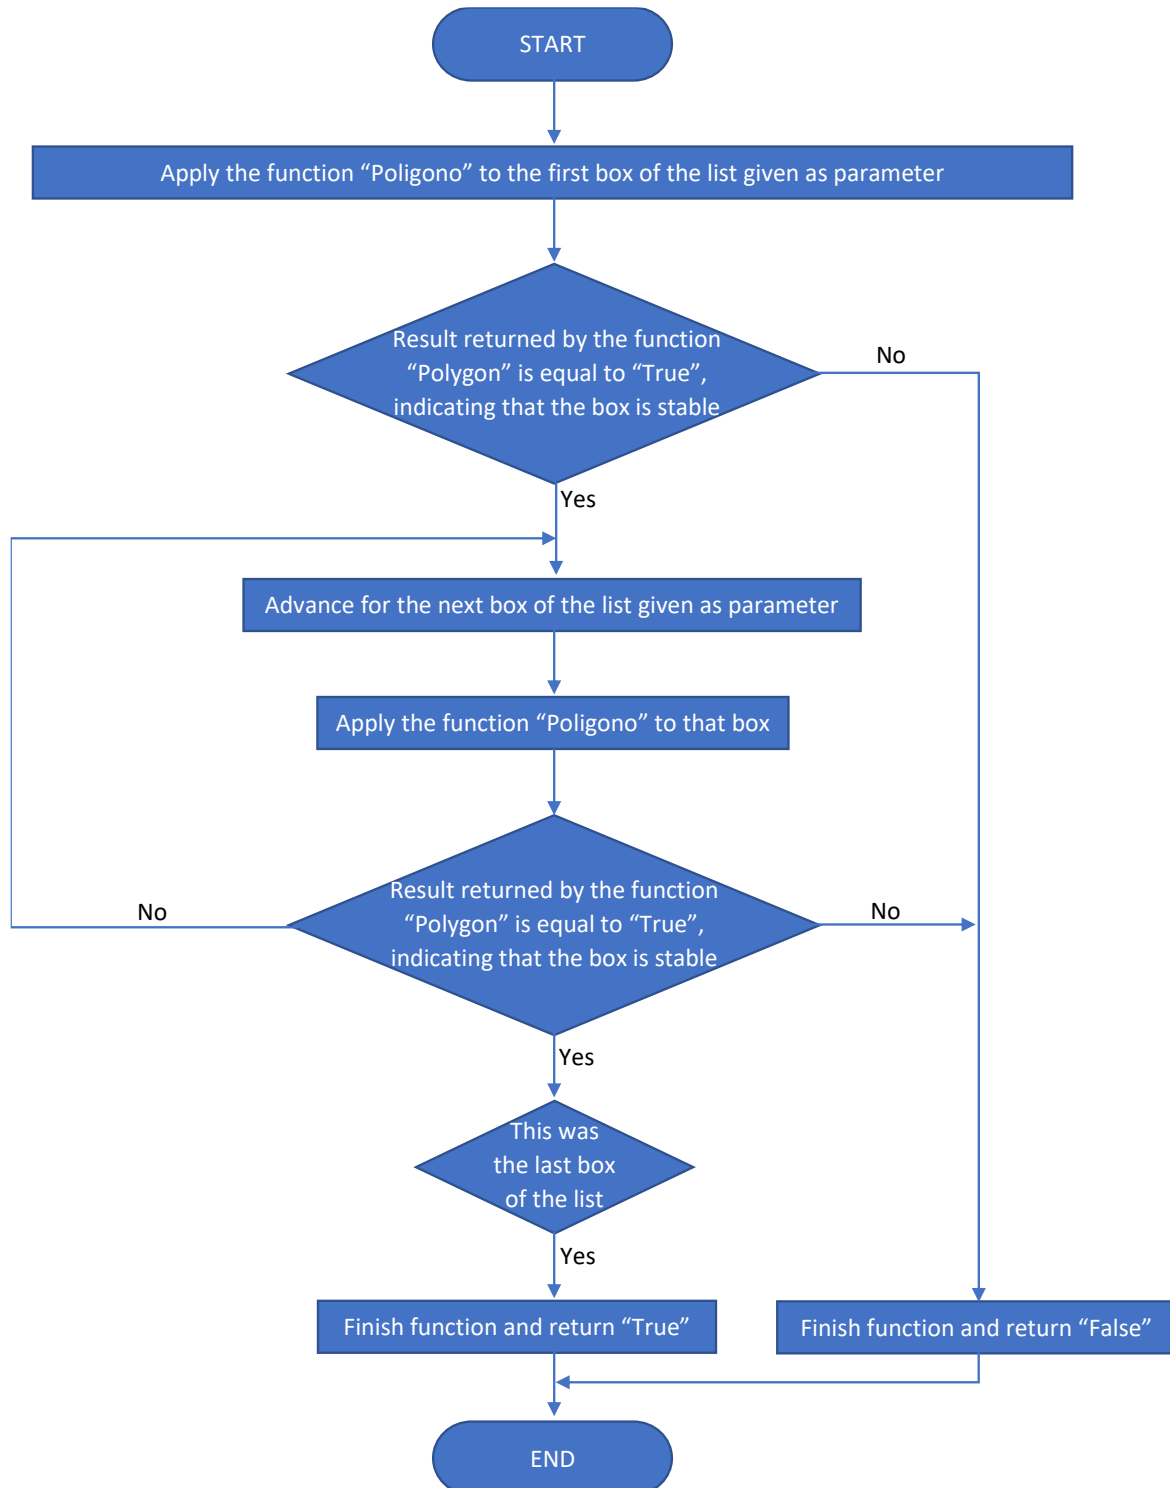 START
Apply the function “Poligono” to the first box of the list given as parameter
Result returned by the function
“Polygon” is equal to “True”,
indicating that the box is stable
No
Yes
Advance for the next box of the list given as parameter
Apply the function “Poligono” to that box
Result returned by the function
“Polygon” is equal to “True”,
indicating that the box is stable
No
No
Yes
This was
the last box
of the list
Yes
Finish function and return “True”
Finish function and return “False”
END